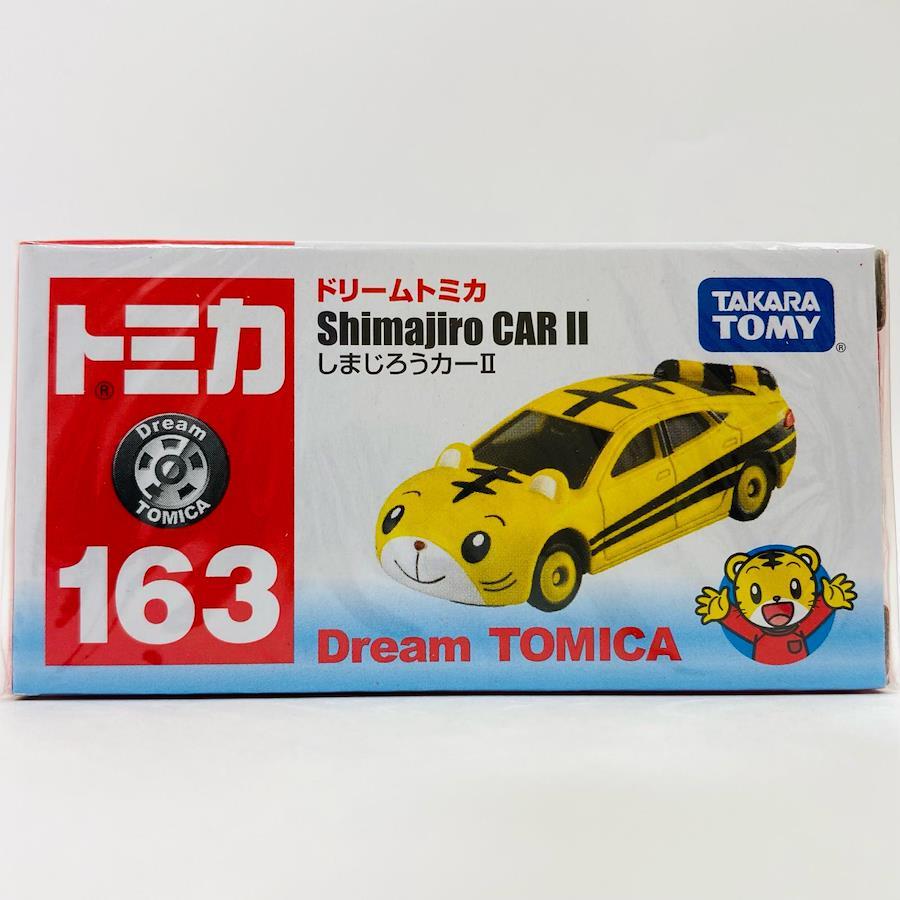 トミカ
®
Dream
TOMICA
163
ドリームトミカ
Shimajiro CAR II
しまじろうカーII
TAKARA
TOMY
®
Dream TOMICA